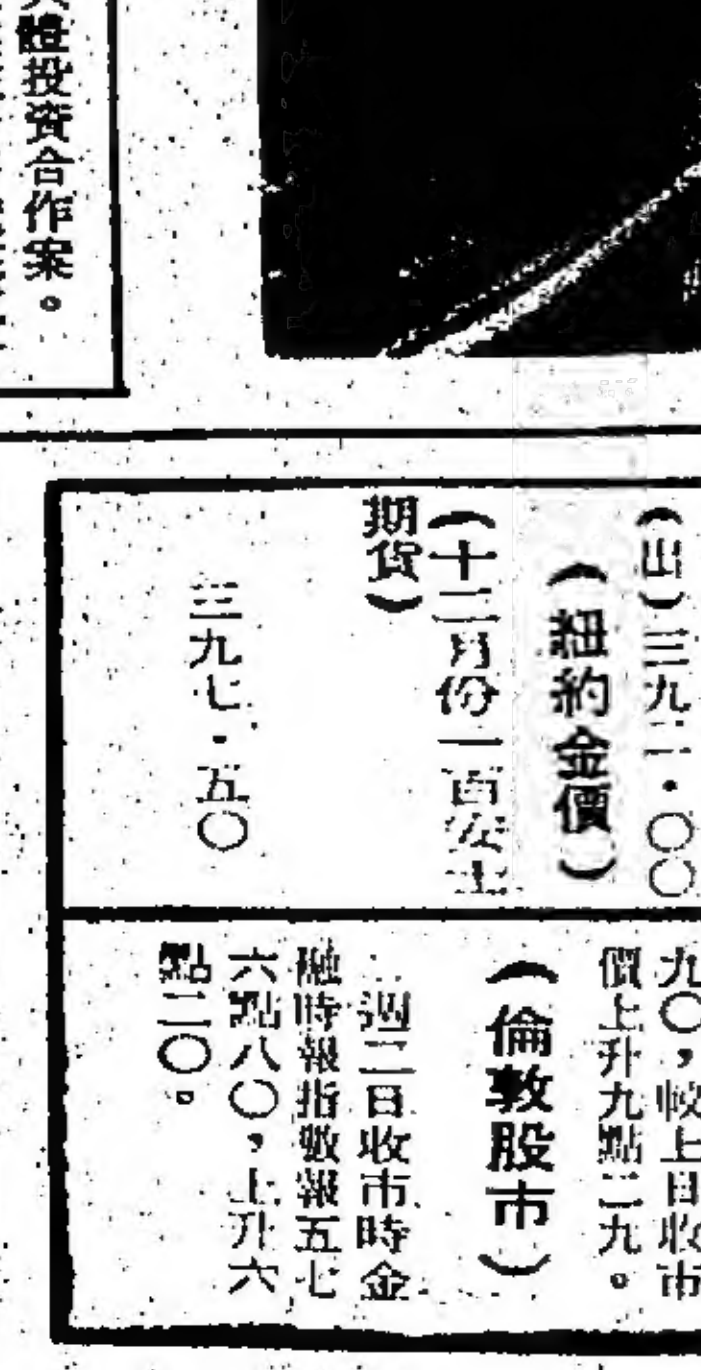 體投資合作案。
（出）三九二・〇〇
（紐約金價）
（十二月份一百安士
期貨）
三九七・五〇
九〇，較上日收市
價上升九點二九。
（倫敦股市）
週二日收市時金
融時報指數報五七
六點八〇，上升六
點二〇。